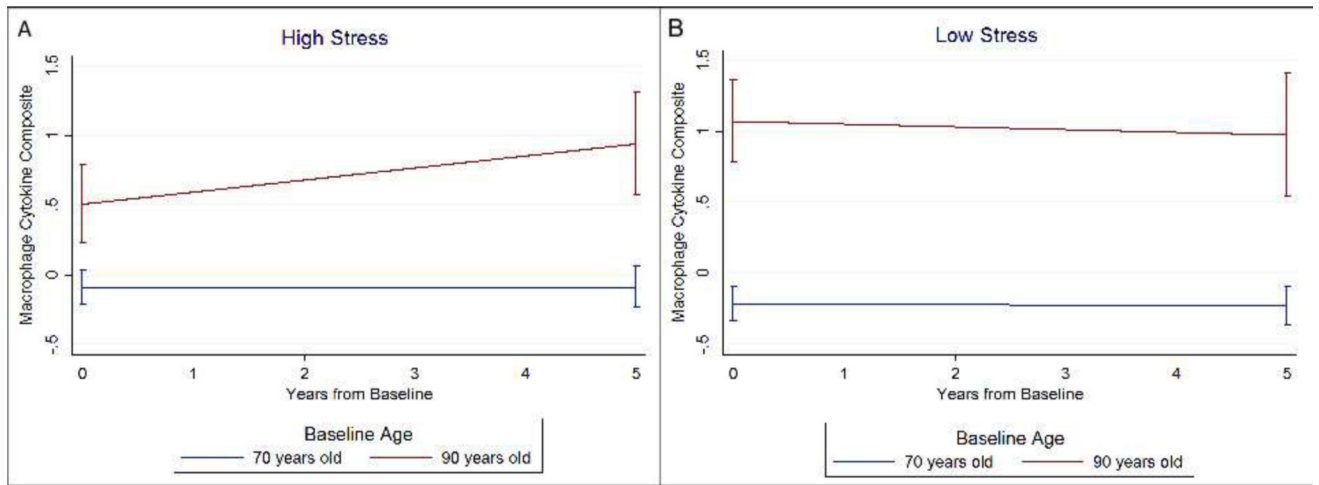 A
High Stress
Macrophage Cytokine Composite
1.5
1
.5
0
-.5
0 1 2 3 4 5
Years from Baseline
Baseline Age
70 years old 90 years old
B
Low Stress
Macrophage Cytokine Composite
1.5
1
.5
0
-.5
0 1 2 3 4 5
Years from Baseline
Baseline Age
70 years old 90 years old